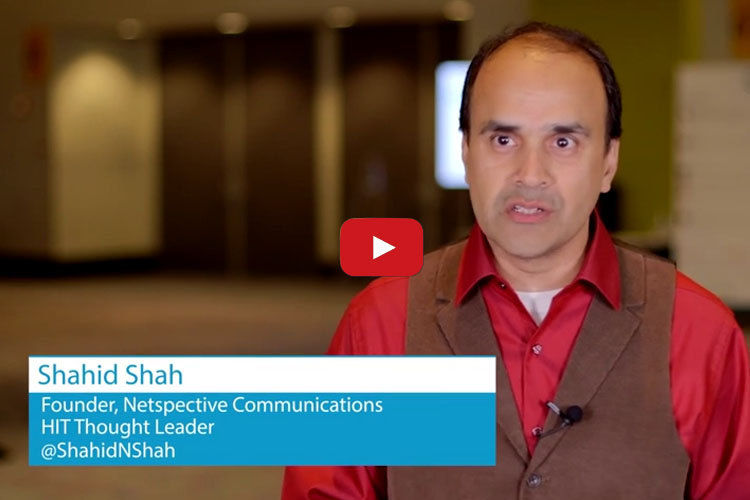 Shahid Shah
Founder, Netspective Communications
HIT Thought Leader
@ShahidNShah